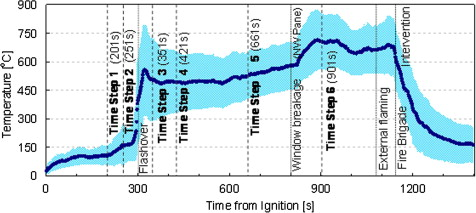 Temperature [ºC]
900
750
600
450
300
150
0
Time Step 1 (201s)
Time Step 2 (251s)
Flashover
Time Step 3 (351s)
Time Step 4 (421s)
Time Step 5 (661s)
Window breakage (NW Pane)
Time Step 6 (901s)
External flaming
Fire Brigade Intervention
0
300
600
900
1200
Time from Ignition [s]